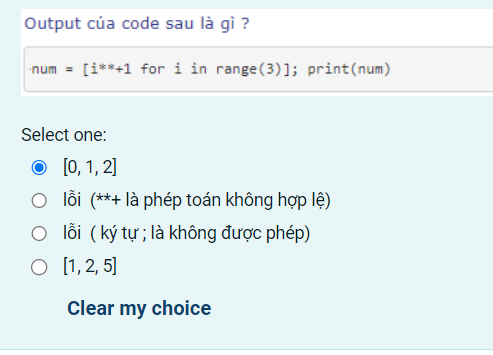 Output của code sau là gì ?
num = [i**+1 for i in range(3)]; print(num)
Select one:
[0, 1, 2]
lỗi (**+ là phép toán không hợp lệ)
lỗi ( ký tự ; là không được phép)
[1, 2, 5]
Clear my choice